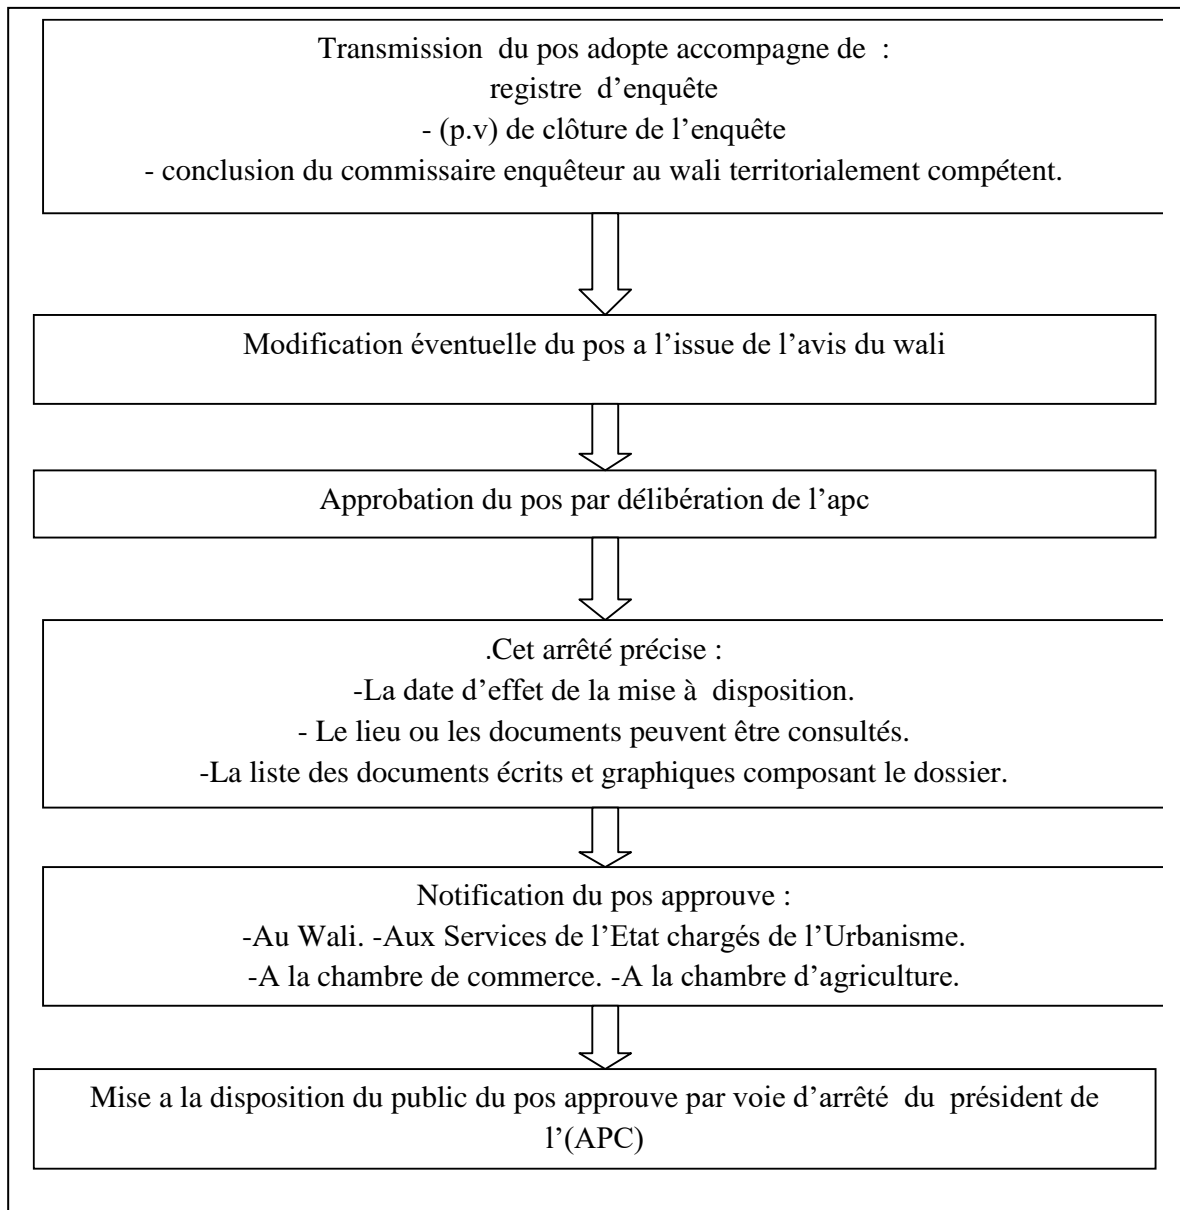 Transmission du pos adopte accompagne de :
registre d’enquête
- (p.v) de clôture de l’enquête
- conclusion du commissaire enquêteur au wali territorialement compétent.
Modification éventuelle du pos a l’issue de l’avis du wali
Approbation du pos par délibération de l’apc
.Cet arrêté précise :
-La date d’effet de la mise à disposition.
- Le lieu ou les documents peuvent être consultés.
-La liste des documents écrits et graphiques composant le dossier.
Notification du pos approuve :
-Au Wali. -Aux Services de l’Etat chargés de l’Urbanisme.
-A la chambre de commerce. -A la chambre d’agriculture.
Mise a la disposition du public du pos approuve par voie d’arrêté du président de
l’(APC)